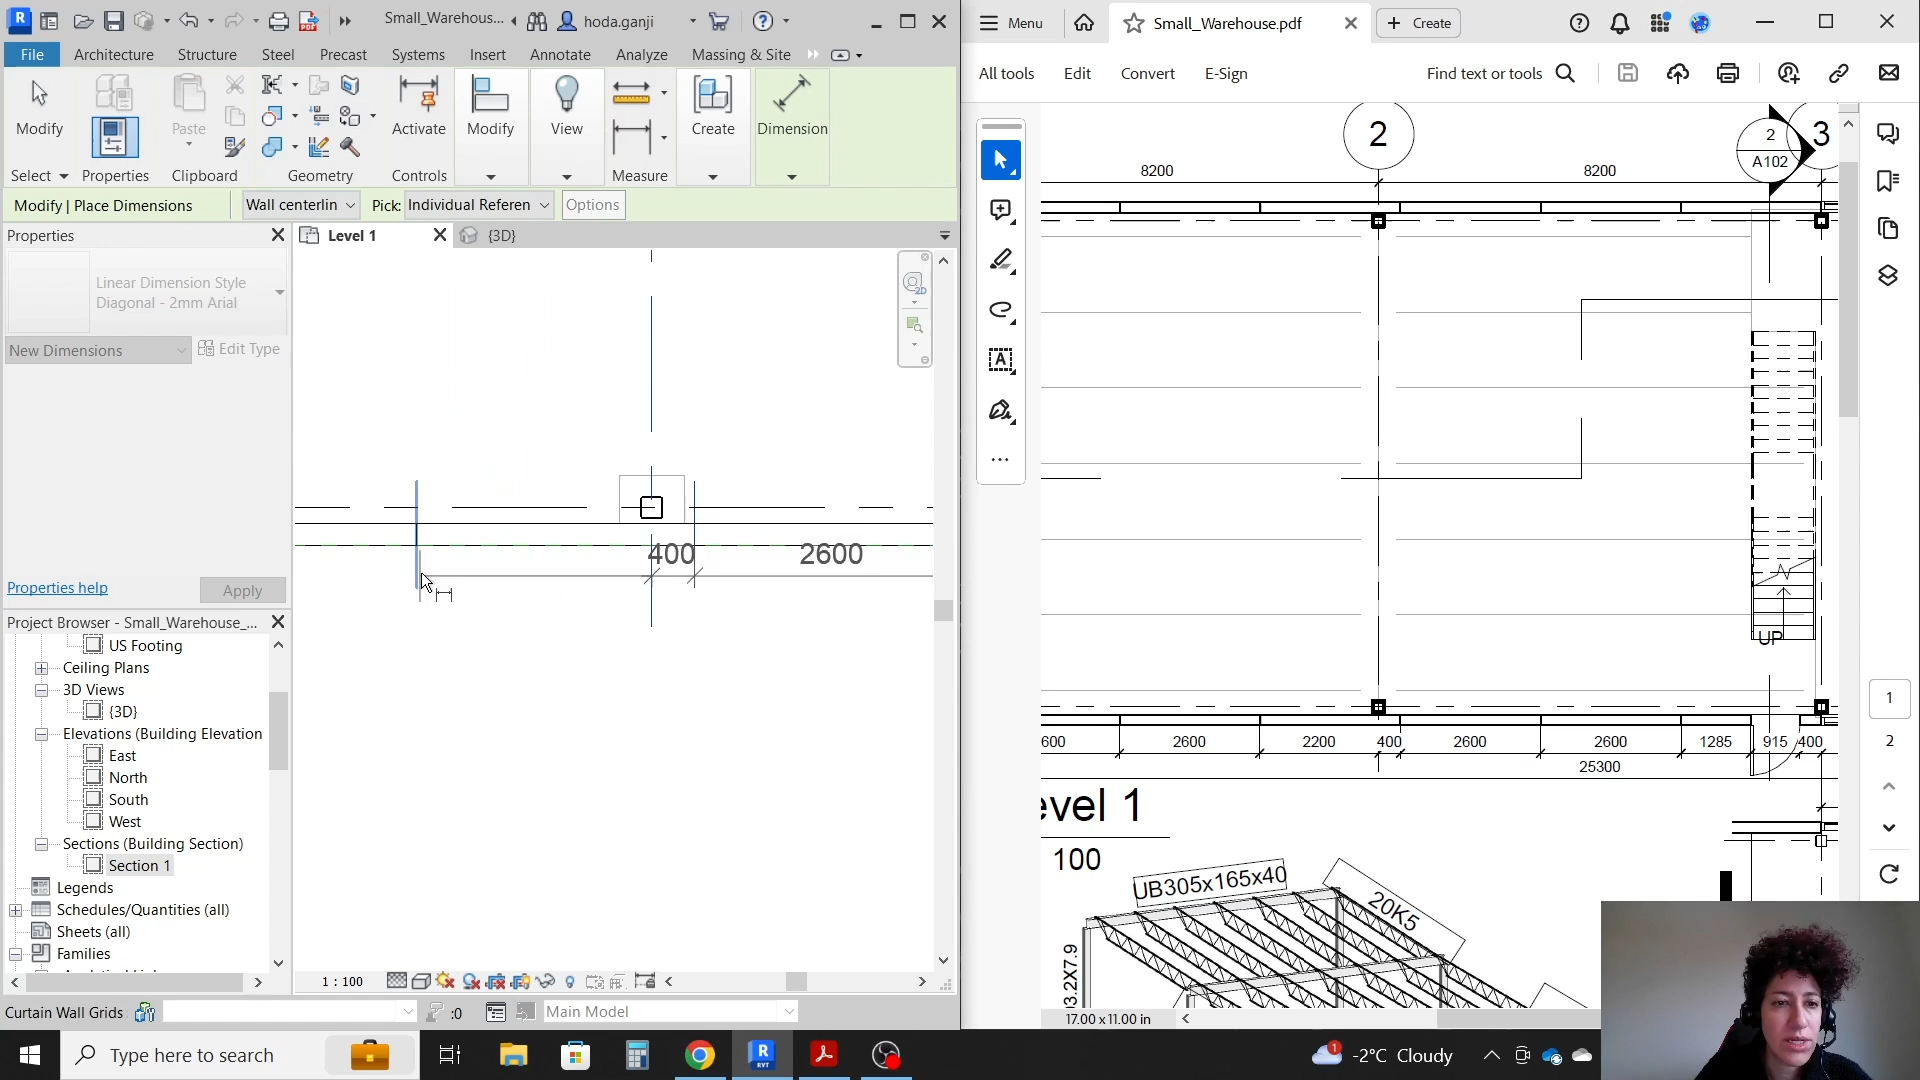 Small_Warehous...
hoda.ganji
File Architecture Structure Steel Precast Systems Insert Annotate Analyze Massing & Site
Modify
Paste
Activate
Modify
View
Create
Dimension
Select
Properties
Clipboard
Geometry
Controls
Measure
Modify | Place Dimensions
Wall centerlin
Pick:
Individual Referen
Options
Properties
Level 1
{3D}
Linear Dimension Style
Diagonal - 2mm Arial
New Dimensions
Edit Type
Properties help
Apply
400
2600
2D
Project Browser - Small_Warehouse_...
US Footing
Ceiling Plans
3D Views
{3D}
Elevations (Building Elevation
East
North
South
West
Sections (Building Section)
Section 1
Legends
Schedules/Quantities (all)
Sheets (all)
Families
1 : 100
Curtain Wall Grids
:0
Main Model
Menu
Small_Warehouse.pdf
Create
All tools
Edit
Convert
E-Sign
Find text or tools
2
2
A102
3
8200
8200
UP
600
2600
2200
400
2600
2600
1285
915
400
25300
evel 1
100
UB305x165x40
20K5
03.2X7.9
17.00 x 11.00 in
1
2
Type here to search
-2°C Cloudy